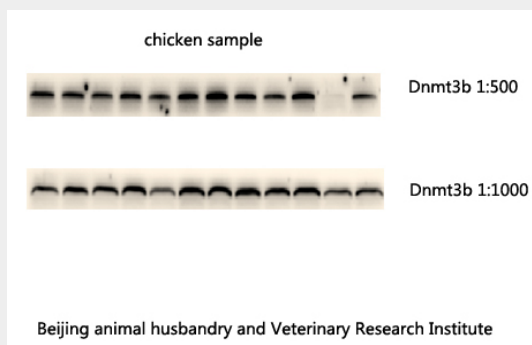 chicken sample
Dnmt3b 1:500
Dnmt3b 1:1000
Beijing animal husbandry and Veterinary Research Institute